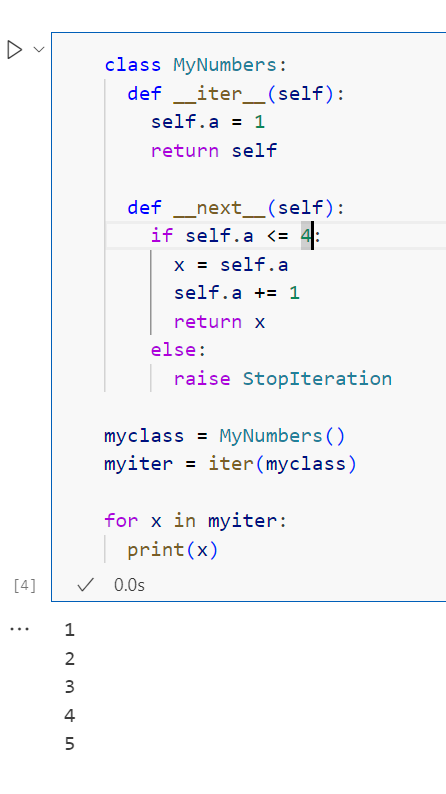 class MyNumbers:
  def __iter__(self):
    self.a = 1
    return self

  def __next__(self):
    if self.a <= 4:
      x = self.a
      self.a += 1
      return x
    else:
      raise StopIteration

myclass = MyNumbers()
myiter = iter(myclass)

for x in myiter:
  print(x)
[4] 0.0s
1
2
3
4
5